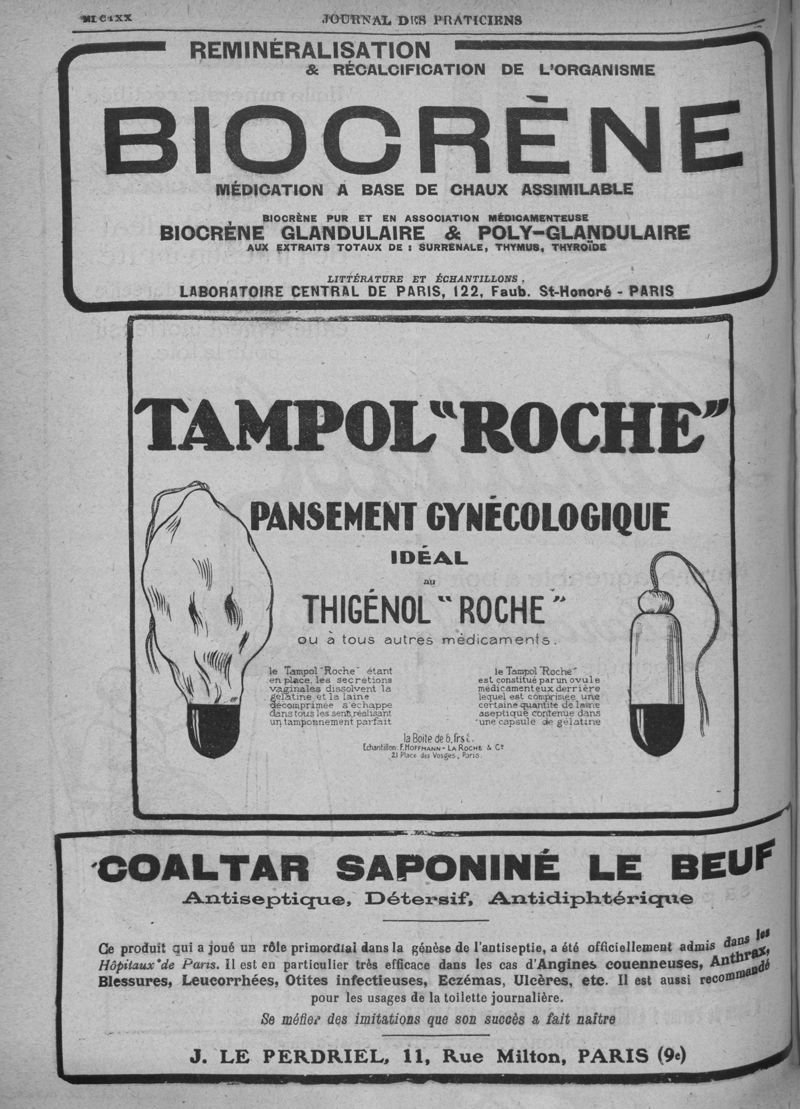 MLCCXX
JOURNAL DES PRATICIENS
REMINÉRALISATION
& RÉCALCIFICATION DE L'ORGANISME
BIOCRÈNE
MÉDICATION A BASE DE CHAUX ASSIMILABLE
BIOCRÈNE PUR ET EN ASSOCIATION MÉDICAMENTEUSE
BIOCRÈNE GLANDULAIRE & POLY-GLANDULAIRE
AUX EXTRAITS TOTAUX DE : SURRÉNALE, THYMUS, THYROÏDE
LITTÉRATURE ET ÉCHANTILLONS.
LABORATOIRE CENTRAL DE PARIS, 122, Faub. St-Honoré - PARIS
TAMPOL "ROCHE"
PANSEMENT GYNÉCOLOGIQUE
IDÉAL
au
THIGÉNOL "ROCHE"
ou à tous autres médicaments.
le Tampol "Roche" étant
en place, les secrétions
vaginales dissolvent la
gélatine et la laine
décomprimée s'echappe
dans tous les sens, réalisant
un tamponnement parfait
le Tampol "Roche"
est constitué par un ovule
médicamenteux derrière
lequel est comprimée une
certaine quantité de laine
aseptique contenue dans
une capsule de gélatine
la Boîte de 6, frs
Echantillon: F. HOFFMANN - LA ROCHE & Cº
21 Place des Vosges, Paris.
COALTAR SAPONINÉ LE BEUF
Antiseptique, Détersif, Antidiphtérique
Ce produit qui a joué un rôle primordial dans la génèse de l'antiseptie, a été officiellement admis dans les
Hôpitaux de Paris. Il est en particulier très efficace dans les cas d'Angines couenneuses, Anthrax,
Blessures, Leucorrhées, Otites infectieuses, Eczémas, Ulcères, etc. Il est aussi recommandé
pour les usages de la toilette journalière.
Se méfier des imitations que son succès a fait naître
J. LE PERDRIEL, 11, Rue Milton, PARIS (9e)